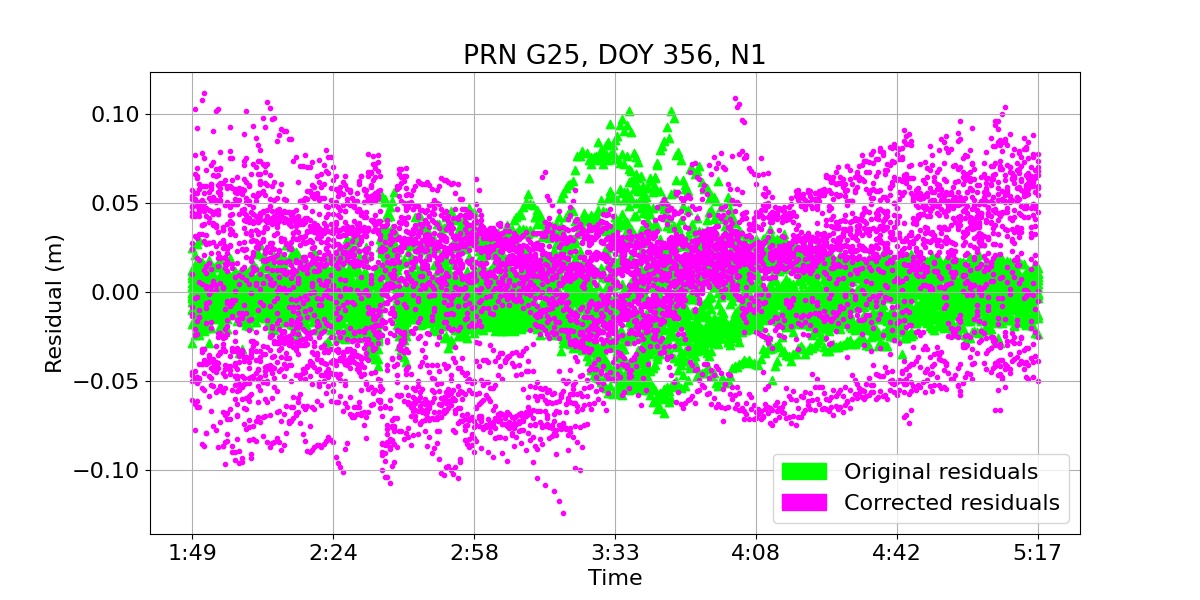 PRN G25, DOY 356, N1
Residual (m)
0.10
0.05
0.00
−0.05
−0.10
Original residuals
Corrected residuals
1:49 2:24 2:58 3:33 4:08 4:42 5:17
Time